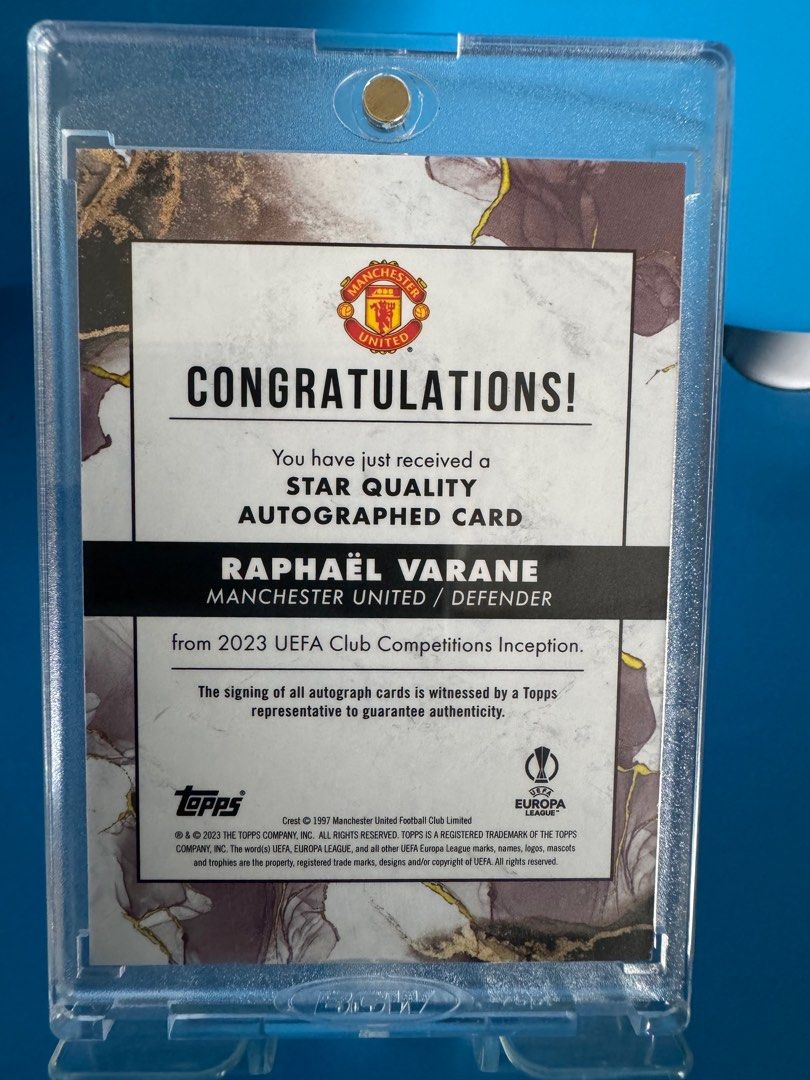 MANCHESTER
UNITED
CONGRATULATIONS!
You have just received a
STAR QUALITY
AUTOGRAPHED CARD
RAPHAËL VARANE
MANCHESTER UNITED / DEFENDER
from 2023 UEFA Club Competitions Inception.
The signing of all autograph cards is witnessed by a Topps
representative to guarantee authenticity.
topps®
UEFA
EUROPA
LEAGUE™
Crest © 1997 Manchester United Football Club Limited
® & © 2023 THE TOPPS COMPANY, INC. ALL RIGHTS RESERVED. TOPPS IS A REGISTERED TRADEMARK OF THE TOPPS
COMPANY, INC. The word(s) UEFA, EUROPA LEAGUE, and all other UEFA Europa League marks, names, logos, mascots
and trophies are the property, registered trade marks, designs and/or copyright of UEFA. All rights reserved.